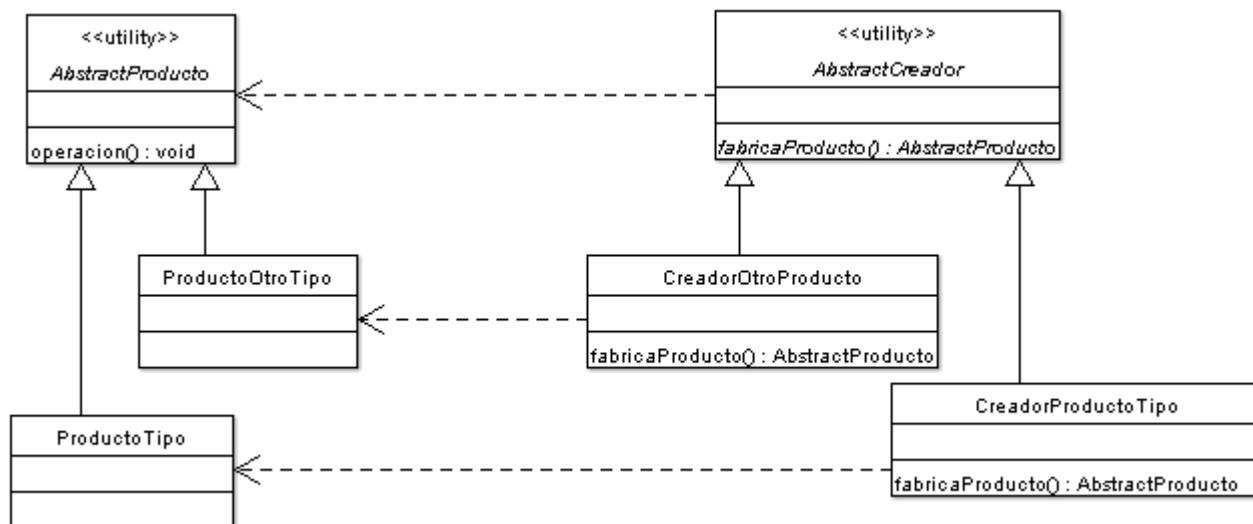 <<utility>>
AbstractProducto
operacion() : void
<<utility>>
AbstractCreador
fabricaProducto() : AbstractProducto
ProductoOtroTipo
CreadorOtroProducto
fabricaProducto() : AbstractProducto
ProductoTipo
CreadorProductoTipo
fabricaProducto() : AbstractProducto